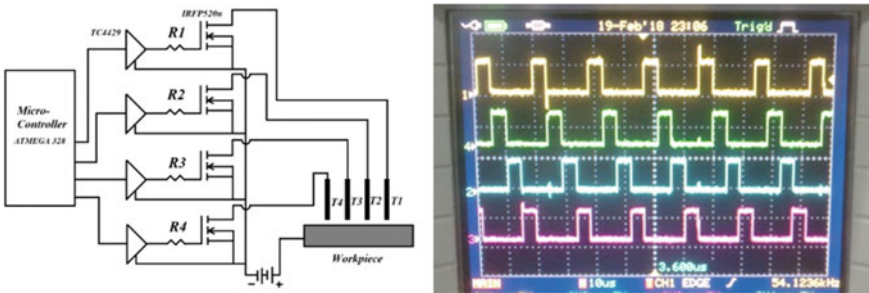 TC4429
IRFP520n
R1
Micro-
Controller
ATMEGA 328
R2
R3
R4
T4 T3 T2 T1
Workpiece
- +
19-Feb'18 23:06 Trig'd
1
4
2
3
3.600us
MAIN 10us CH1 EDGE 54.1236kHz